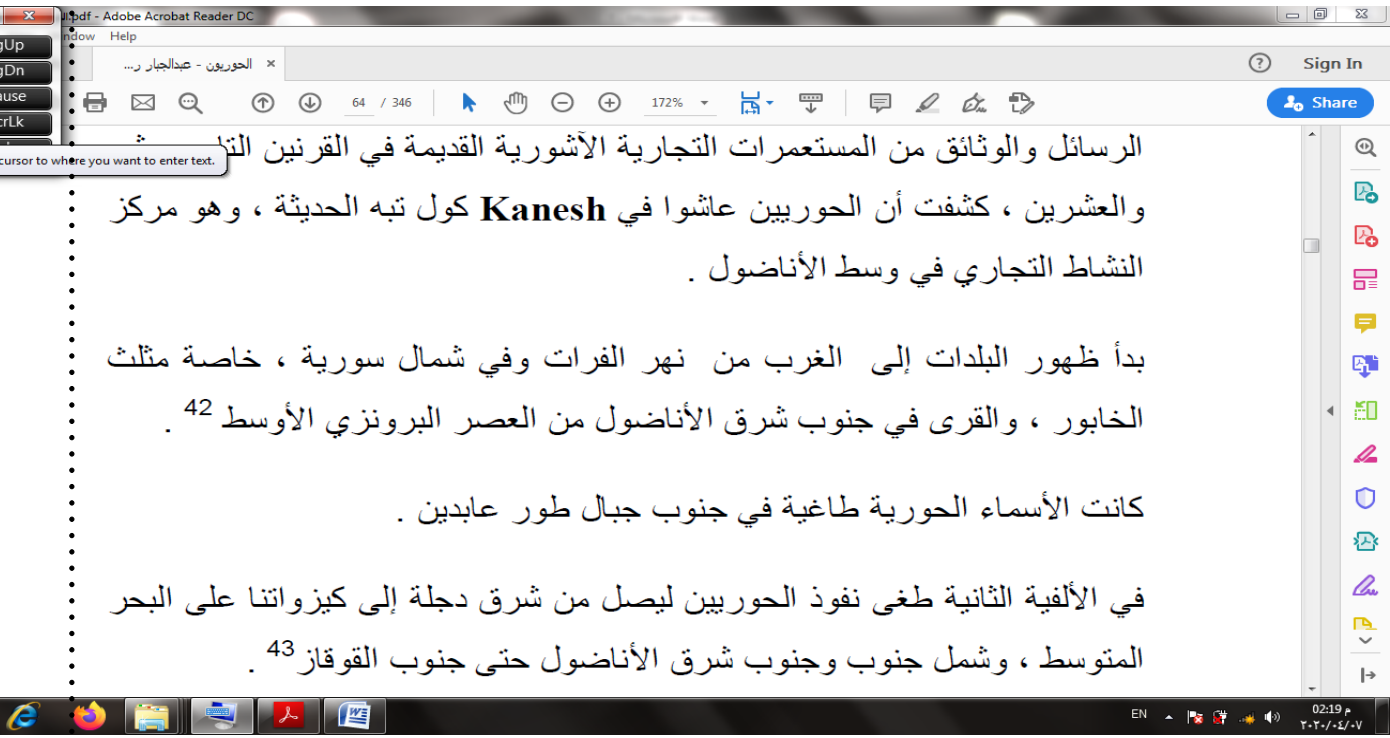 .pdf - Adobe Acrobat Reader DC
ndow Help
الحوريون - عبدالجبار ر...
Sign In
64 / 346
172%
Share
gUp
gDn
ause
crLk
cursor to where you want to enter text.
الرسائل والوثائق من المستعمرات التجارية الآشورية القديمة في القرنين
والعشرين ، كشفت أن الحوريين عاشوا في Kanesh كول تبه الحديثة ، وهو مركز
النشاط التجاري في وسط الأناضول .
بدأ ظهور البلدات إلى الغرب من نهر الفرات وفي شمال سورية ، خاصة مثلث
الخابور ، والقرى في جنوب شرق الأناضول من العصر البرونزي الأوسط 42 .
كانت الأسماء الحورية طاغية في جنوب جبال طور عابدين .
في الألفية الثانية طغى نفوذ الحوريين ليصل من شرق دجلة إلى كيزواتنا على البحر
المتوسط ، وشمل جنوب وجنوب شرق الأناضول حتى جنوب القوقاز 43 .
EN
02:19 م
٢٠٢٠/٠٤/٠٧